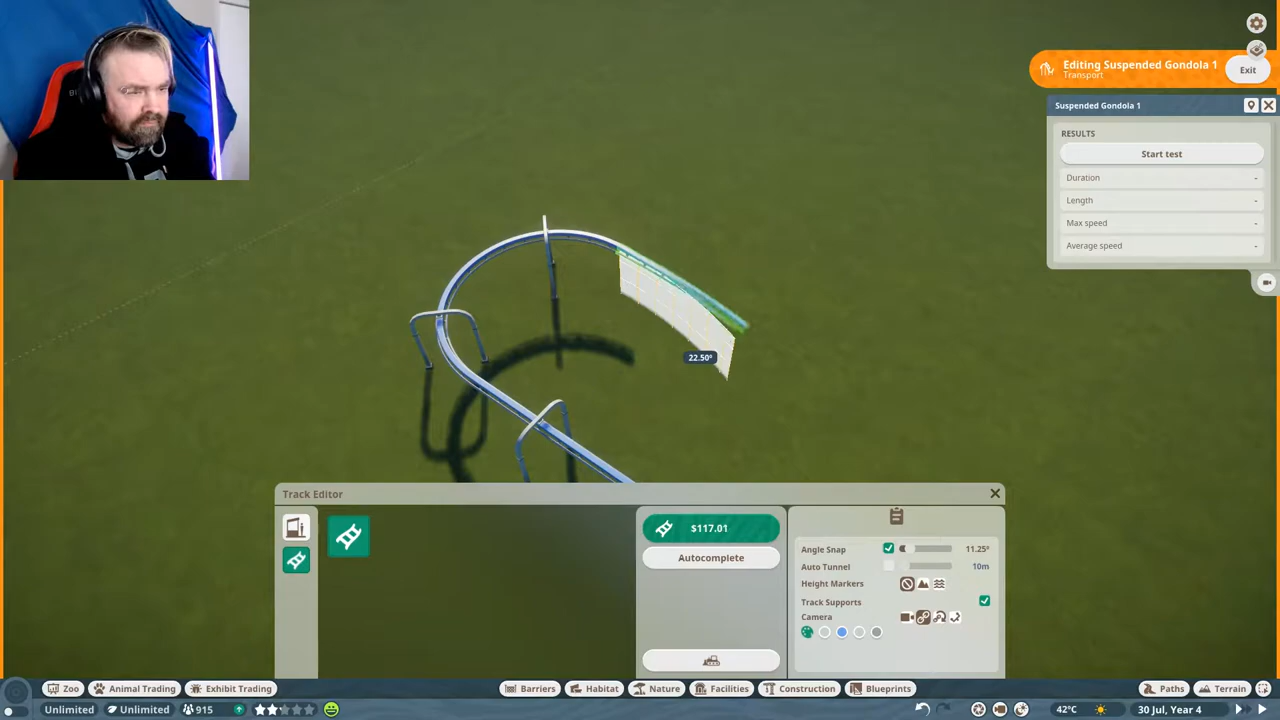 Editing Suspended Gondola 1
Transport
Exit
Suspended Gondola 1
RESULTS
Start test
Duration -
Length -
Max speed -
Average speed -
22.50°
Track Editor
$117.01
Autocomplete
Angle Snap 11.25°
Auto Tunnel 10m
Height Markers
Track Supports
Camera
Zoo
Animal Trading
Exhibit Trading
Barriers
Habitat
Nature
Facilities
Construction
Blueprints
Paths
Terrain
Unlimited
Unlimited
915
42°C
30 Jul, Year 4